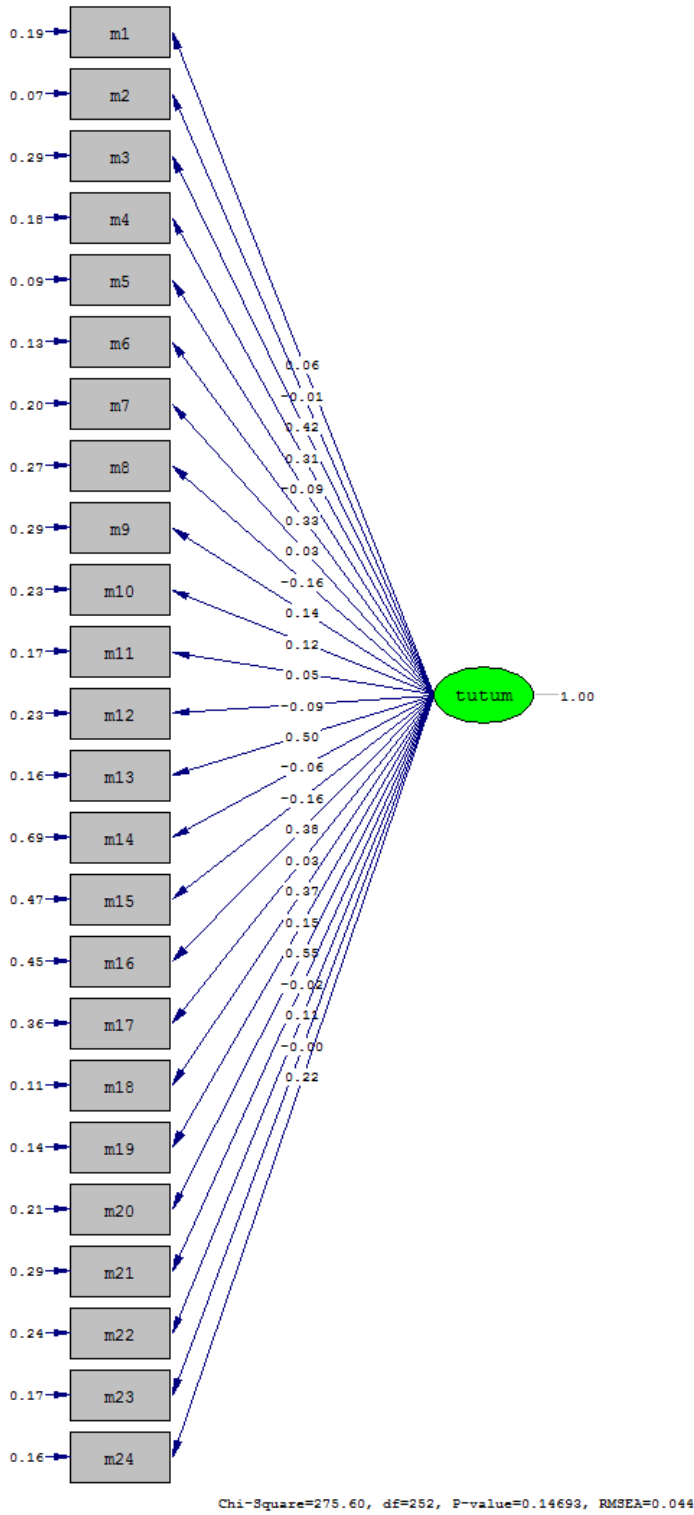 0.19 m1
0.07 m2
0.29 m3
0.18 m4
0.09 m5
0.13 m6
0.06
0.20 m7
-0.01
0.42
0.27 m8
0.31
-0.09
0.29 m9
0.33
0.03
0.23 m10
-0.16
0.14
0.17 m11
0.12
0.05
tutum 1.00
0.23 m12
-0.09
0.50
0.16 m13
-0.06
-0.16
0.69 m14
0.38
0.03
0.47 m15
0.37
0.15
0.45 m16
0.55
-0.02
0.36 m17
0.11
-0.00
0.11 m18
0.22
0.14 m19
0.21 m20
0.29 m21
0.24 m22
0.17 m23
0.16 m24
Chi-Square=275.60, df=252, P-value=0.14693, RMSEA=0.044